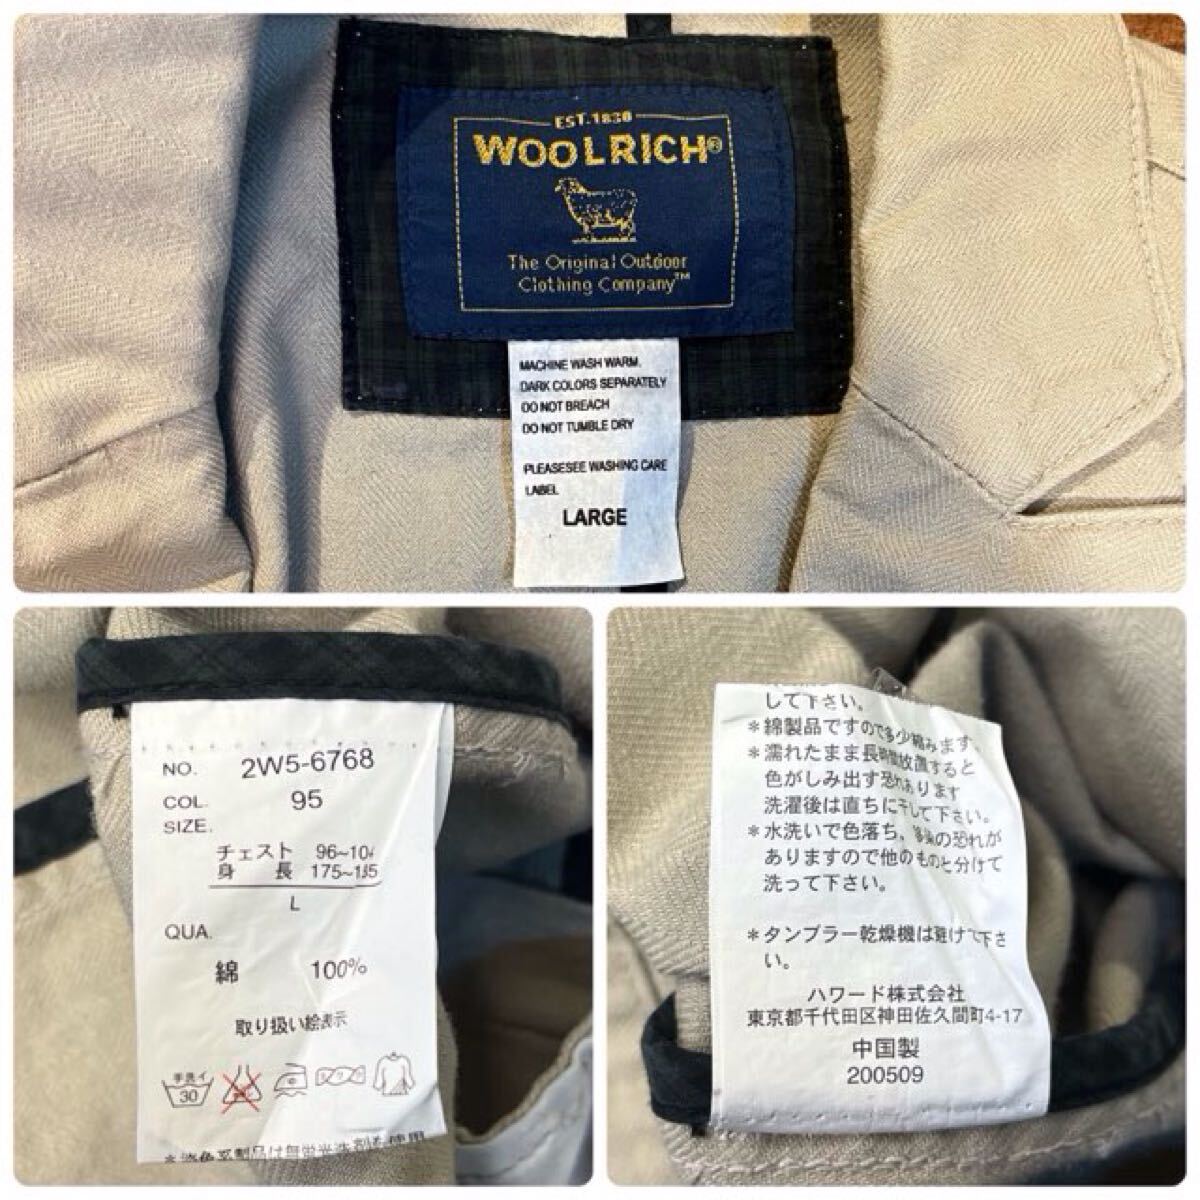 EST.1830
WOOLRICH®
The Original Outdoor
Clothing Company™
MACHINE WASH WARM.
DARK COLORS SEPARATELY
DO NOT BREACH
DO NOT TUMBLE DRY
PLEASESEE WASHING CARE
LABEL
LARGE
NO. 2W5-6768
COL. 95
SIZE.
チェスト 96~104
身長 175~185
L
QUA.
綿 100%
取り扱い絵表示
手洗イ
30
して下さい。
*綿製品ですので多少縮みます。
*濡れたまま長時間放置すると
色がしみ出す恐れあります
洗濯後は直ちに干して下さい。
*水洗いで色落ち、移染の恐れが
ありますので他のものと分けて
洗って下さい。
*タンブラー乾燥機は避けて下さ
い。
ハワード株式会社
東京都千代田区神田佐久間町4-17
中国製
200509